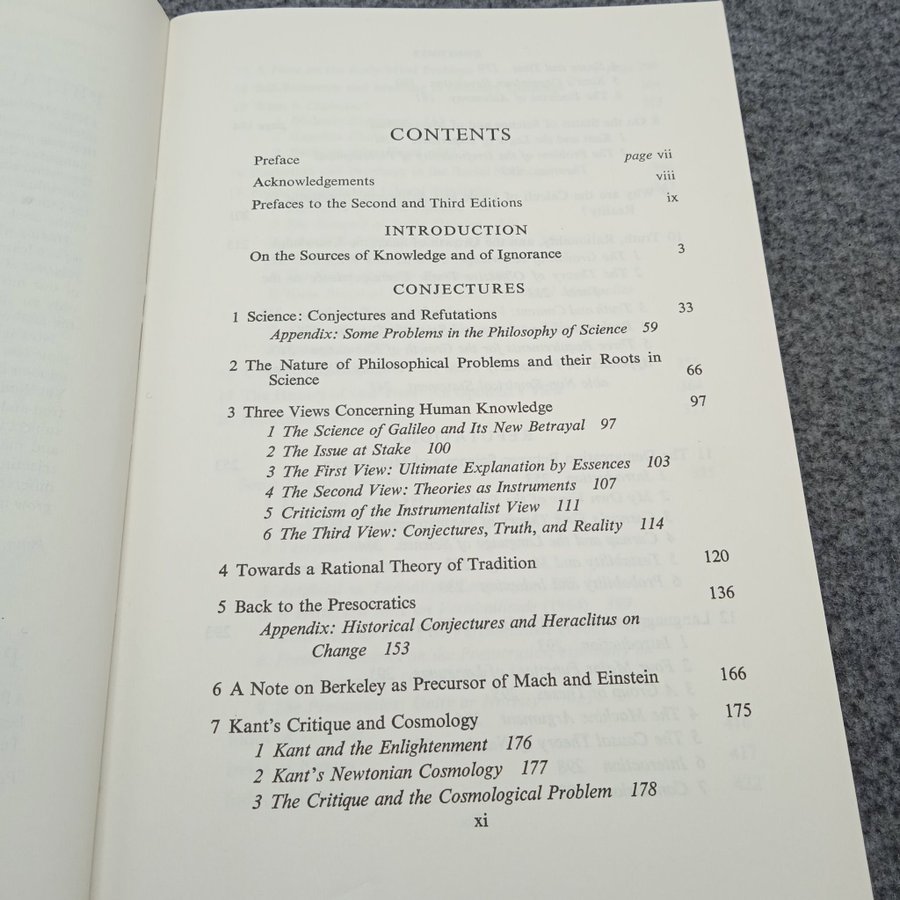 CONTENTS
Preface page vii
Acknowledgements viii
Prefaces to the Second and Third Editions ix
INTRODUCTION
On the Sources of Knowledge and of Ignorance 3
CONJECTURES
1 Science: Conjectures and Refutations 33
Appendix: Some Problems in the Philosophy of Science 59
2 The Nature of Philosophical Problems and their Roots in
Science 66
3 Three Views Concerning Human Knowledge 97
1 The Science of Galileo and Its New Betrayal 97
2 The Issue at Stake 100
3 The First View: Ultimate Explanation by Essences 103
4 The Second View: Theories as Instruments 107
5 Criticism of the Instrumentalist View 111
6 The Third View: Conjectures, Truth, and Reality 114
4 Towards a Rational Theory of Tradition 120
5 Back to the Presocratics 136
Appendix: Historical Conjectures and Heraclitus on
Change 153
6 A Note on Berkeley as Precursor of Mach and Einstein 166
7 Kant's Critique and Cosmology 175
1 Kant and the Enlightenment 176
2 Kant's Newtonian Cosmology 177
3 The Critique and the Cosmological Problem 178
xi